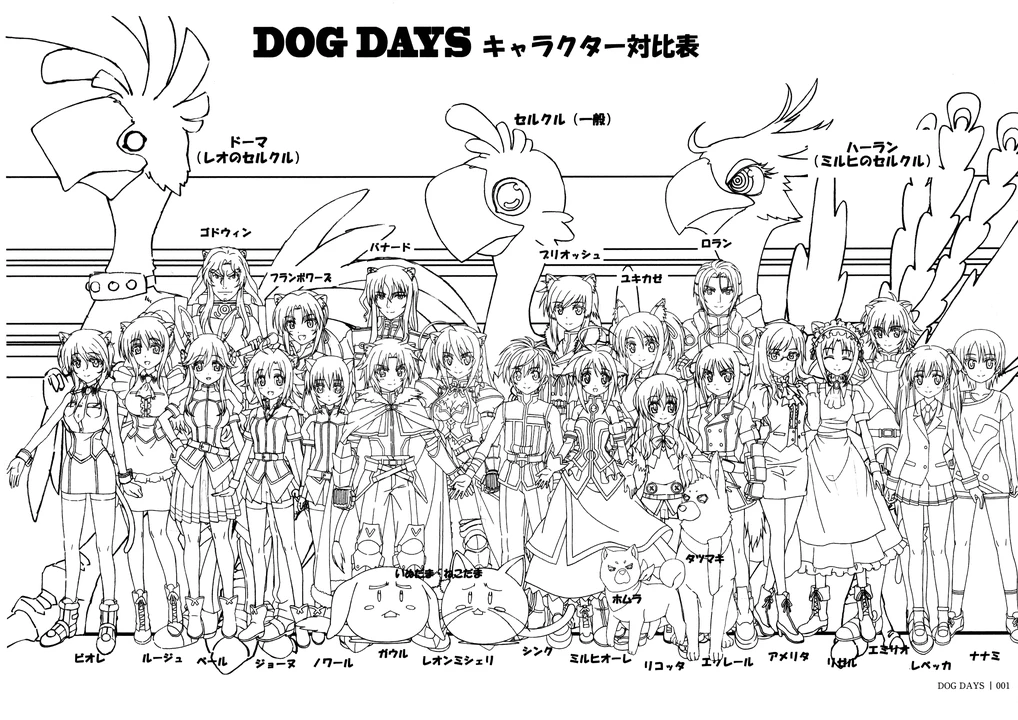 DOG DAYS キャラクター対比表
セルクル（一般）
ドーマ
（レオのセルクル）
ハーラン
（ミルヒのセルクル）
ゴドウィン
バナード
フランボワーズ
ブリオッシュ
ロラン
ユキカゼ
いぬだま ねこだま
タツマキ
ホムラ
ビオレ
ルージュ
ベール
ジョーヌ
ノワール
ガウル
レオンミシェリ
シンク
ミルヒオーレ
リコッタ
エクレール
アメリタ
リゼル
エミリオ
レベッカ
ナナミ
DOG DAYS | 001